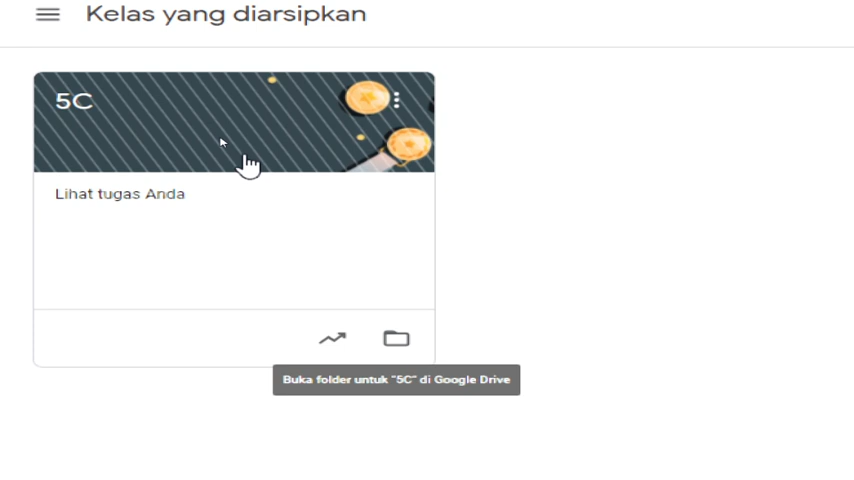 Kelas yang diarsipkan
5C
Lihat tugas Anda
Buka folder untuk "5C" di Google Drive